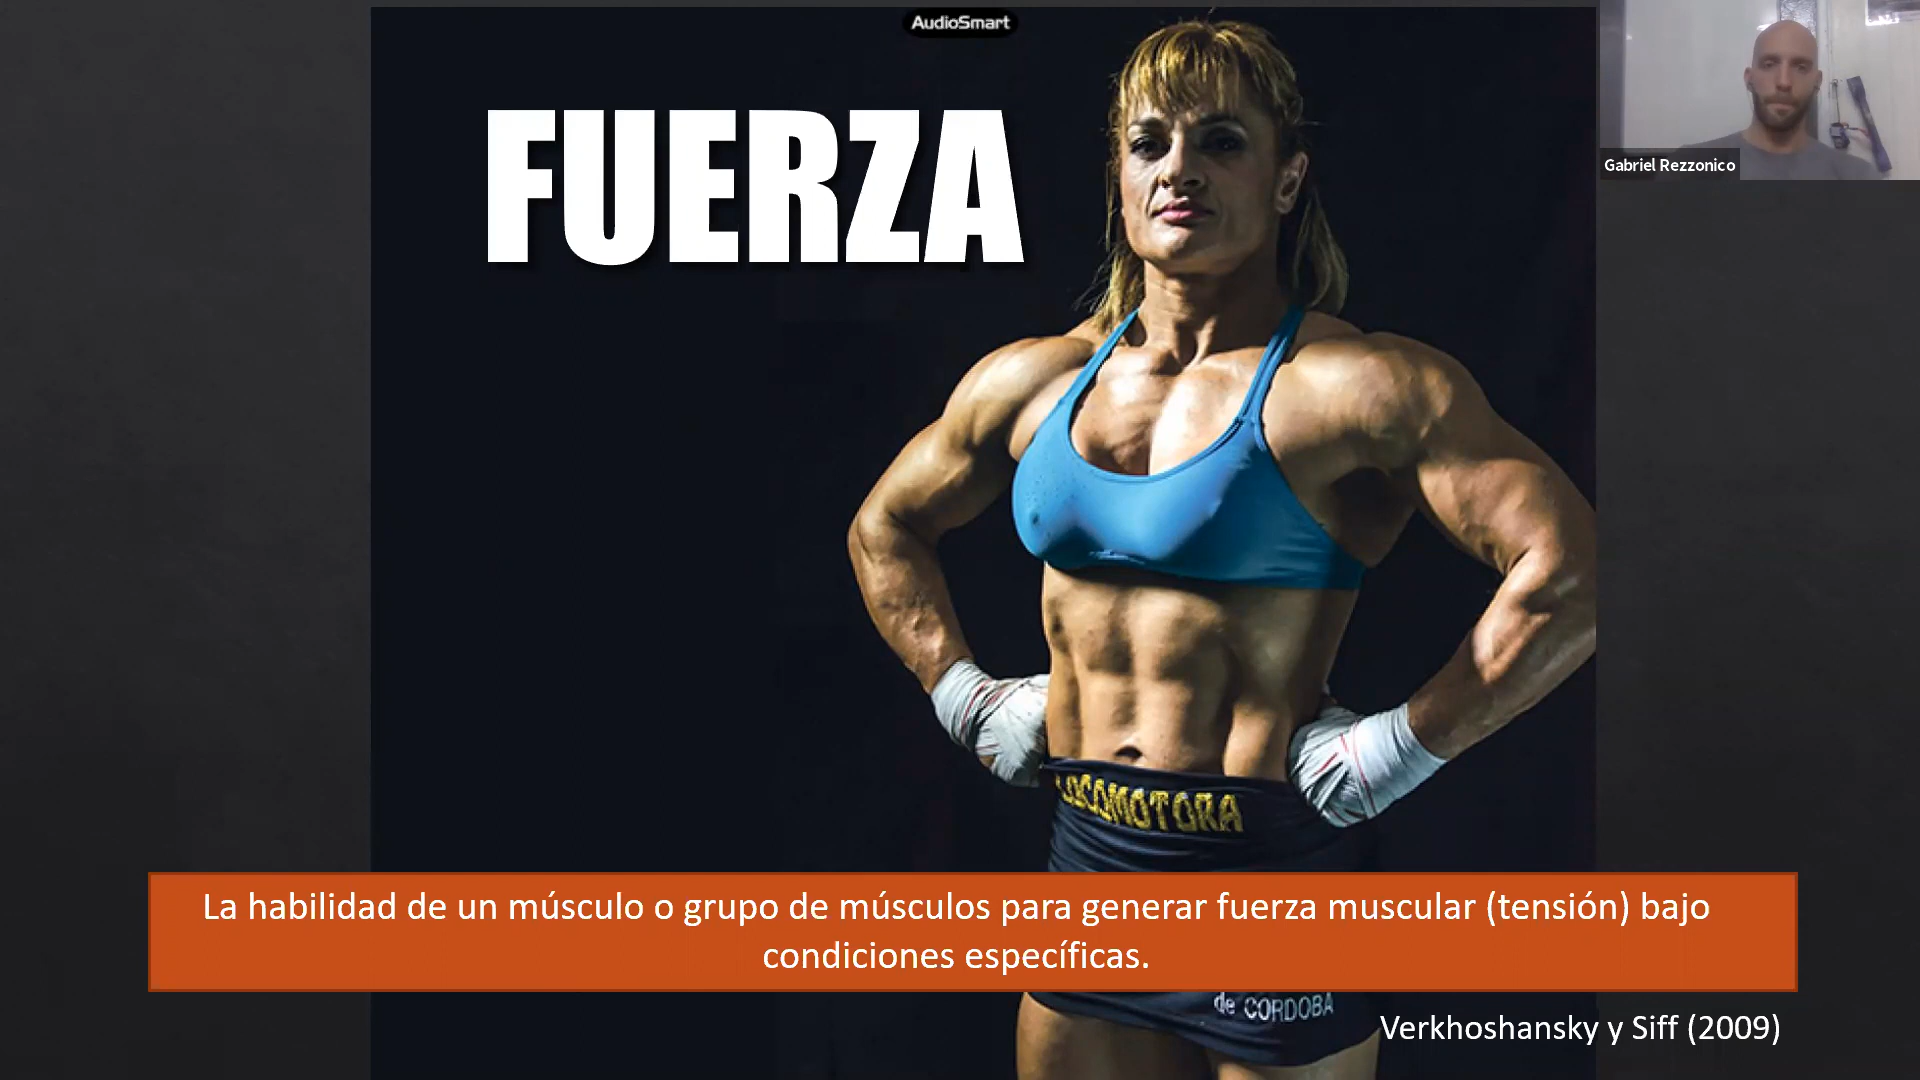 AudioSmart
FUERZA
Gabriel Rezzonico
LOCOMOTORA
La habilidad de un músculo o grupo de músculos para generar fuerza muscular (tensión) bajo
condiciones específicas.
de CORDOBA
Verkhoshansky y Siff (2009)